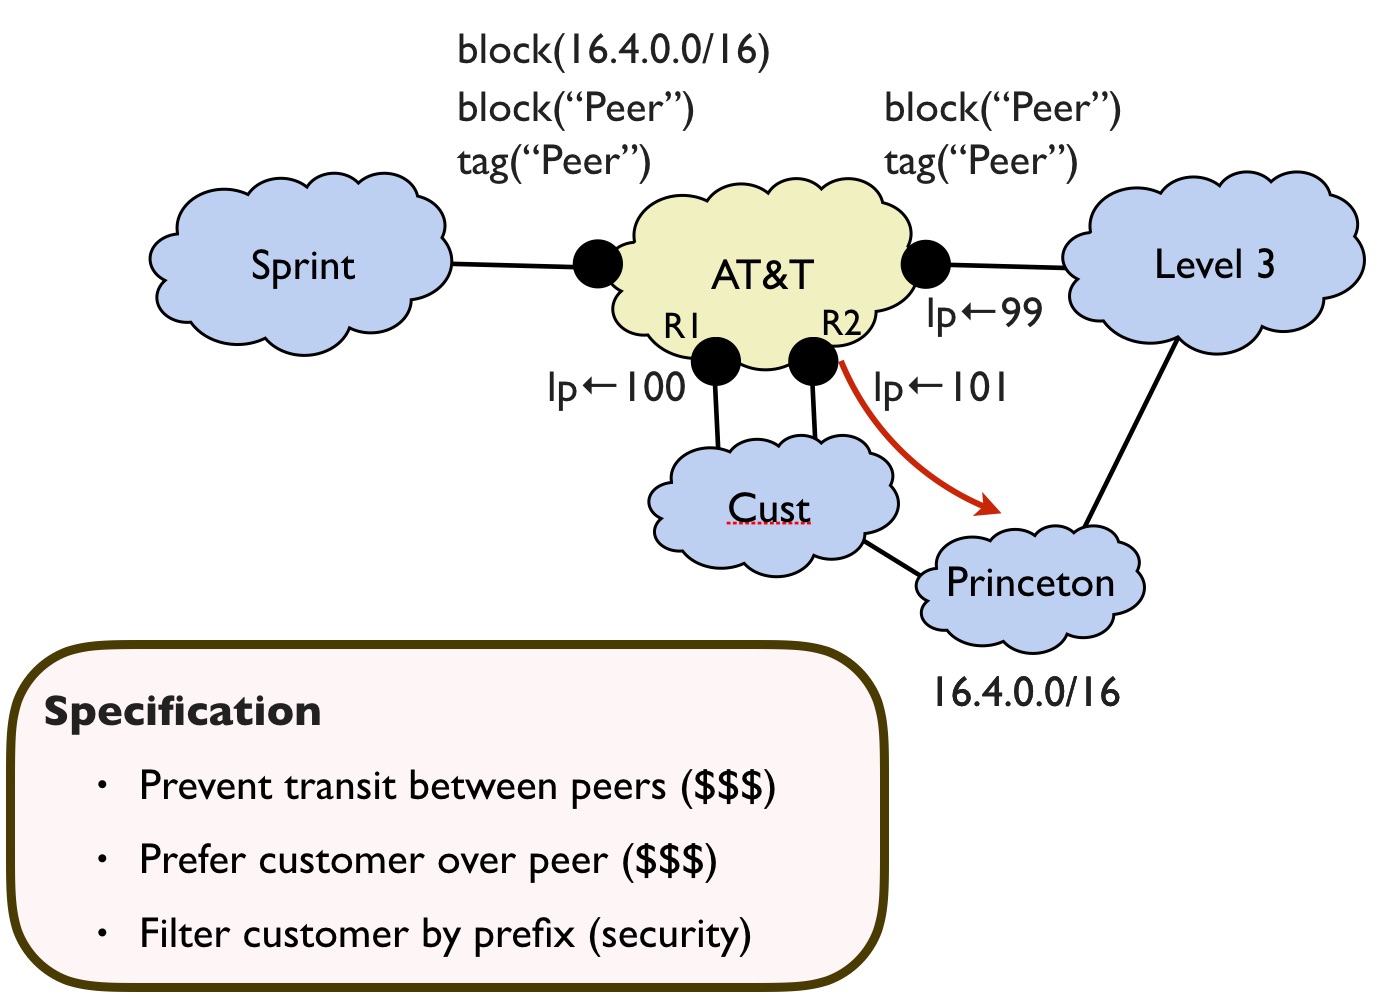 block(16.4.0.0/16)
block(“Peer”)
tag(“Peer”)
block(“Peer”)
tag(“Peer”)
Sprint
AT&T
Level 3
lp←99
R1
R2
lp←100
lp←101
Cust
Princeton
16.4.0.0/16
Specification
• Prevent transit between peers ($$$)
• Prefer customer over peer ($$$)
• Filter customer by prefix (security)